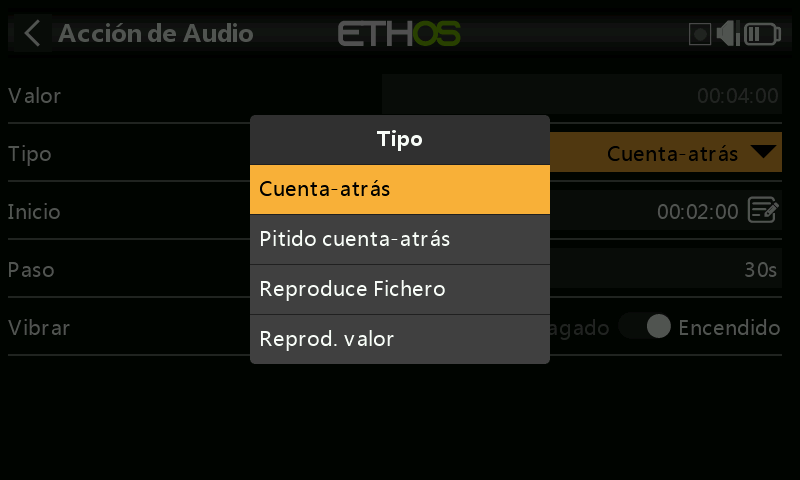 Acción de Audio
ETHOS
Valor
00:04:00
Tipo
Cuenta-atrás
Inicio
00:02:00
Paso
30s
Vibrar
agado
Encendido
Tipo
Cuenta-atrás
Pitido cuenta-atrás
Reproduce Fichero
Reprod. valor